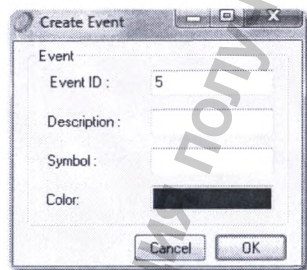 Create Event
Event
Event ID :
5
Description :
Symbol :
Color:
Cancel
OK